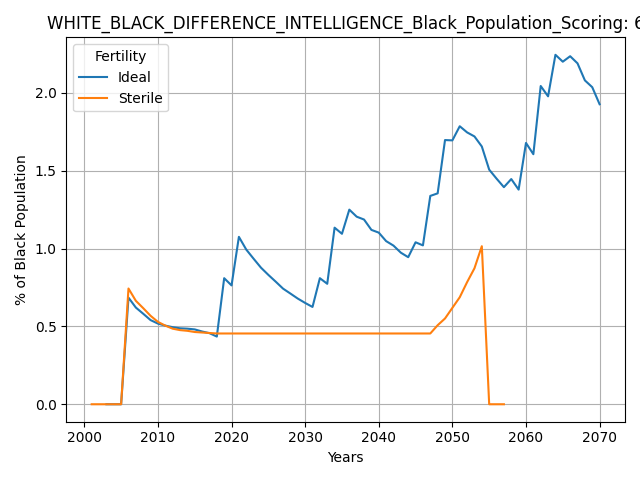 WHITE_BLACK_DIFFERENCE_INTELLIGENCE_Black_Population_Scoring: 6
Fertility
Ideal
Sterile
% of Black Population
2.0
1.5
1.0
0.5
0.0
2000 2010 2020 2030 2040 2050 2060 2070
Years